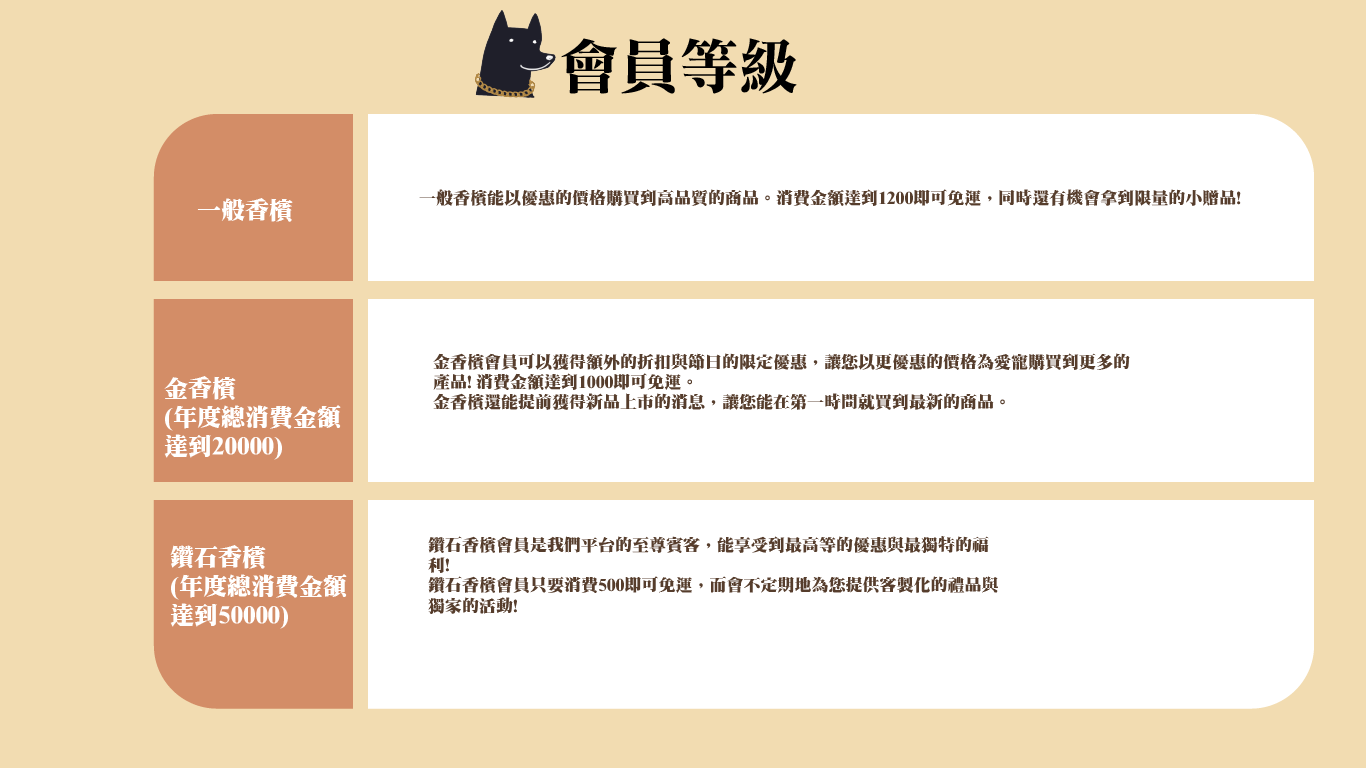 會員等級
一般香檳
一般香檳能以優惠的價格購買到高品質的商品。消費金額達到1200即可免運，同時還有機會拿到限量的小贈品!
金香檳
(年度總消費金額
達到20000)
金香檳會員可以獲得額外的折扣與節日的限定優惠，讓您以更優惠的價格為愛寵購買到更多的
產品! 消費金額達到1000即可免運。
金香檳還能提前獲得新品上市的消息，讓您能在第一時間就買到最新的商品。
鑽石香檳
(年度總消費金額
達到50000)
鑽石香檳會員是我們平台的至尊賓客，能享受到最高等的優惠與最獨特的福
利!
鑽石香檳會員只要消費500即可免運，而會不定期地為您提供客製化的禮品與
獨家的活動!